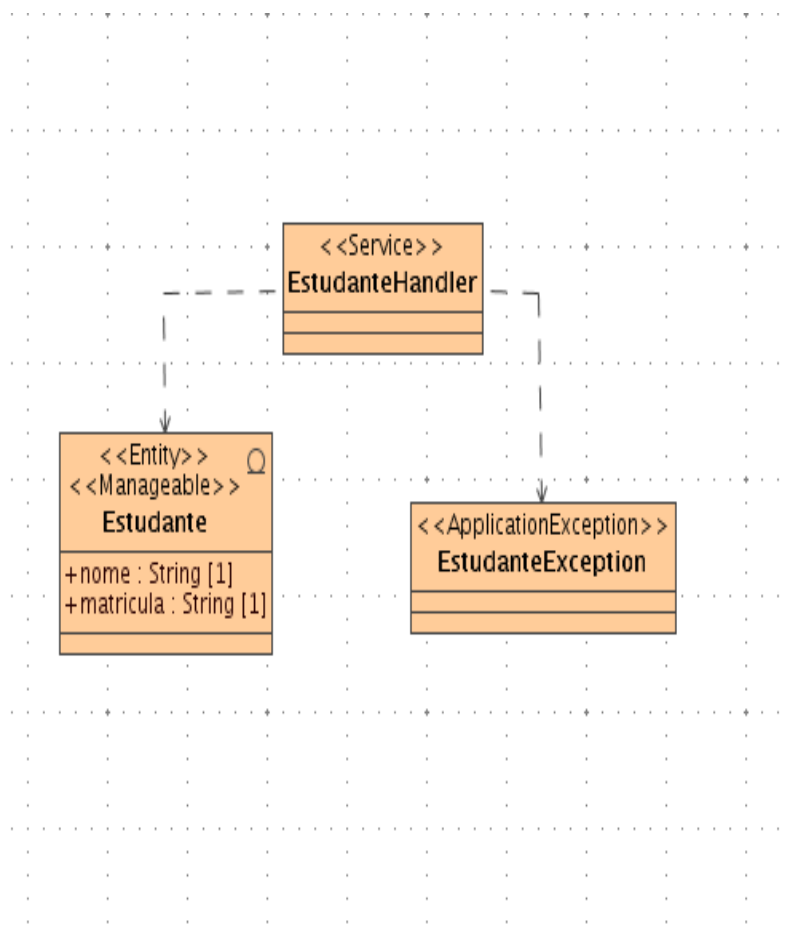 <<Service>>
EstudanteHandler
<<Entity>>
<<Manageable>>
Estudante
+nome : String [1]
+matricula : String [1]
<<ApplicationException>>
EstudanteException